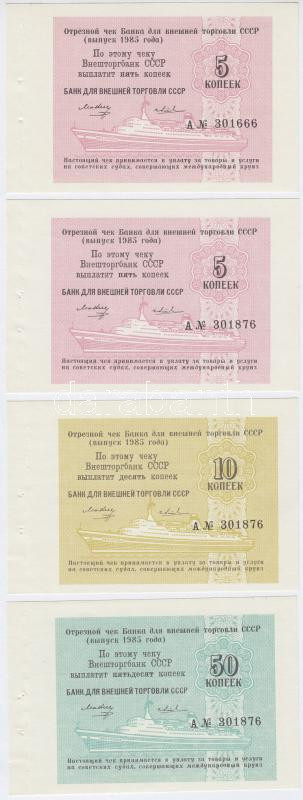 Отрезной чек Банка для внешней торговли СССР
(выпуск 1985 года)
По этому чеку
Внешторгбанк СССР
выплатит пять копеек
5
КОПЕЕК
БАНК ДЛЯ ВНЕШНЕЙ ТОРГОВЛИ СССР
А № 301666
Настоящий чек принимается в уплату за товары и услуги
на советских судах, совершающих международный круиз
Отрезной чек Банка для внешней торговли СССР
(выпуск 1985 года)
По этому чеку
Внешторгбанк СССР
выплатит пять копеек
5
КОПЕЕК
БАНК ДЛЯ ВНЕШНЕЙ ТОРГОВЛИ СССР
А № 301876
Настоящий чек принимается в уплату за товары и услуги
на советских судах, совершающих международный круиз
Отрезной чек Банка для внешней торговли СССР
(выпуск 1985 года)
По этому чеку
Внешторгбанк СССР
выплатит десять копеек
10
КОПЕЕК
БАНК ДЛЯ ВНЕШНЕЙ ТОРГОВЛИ СССР
А № 301876
Настоящий чек принимается в уплату за товары и услуги
на советских судах, совершающих международный круиз
Отрезной чек Банка для внешней торговли СССР
(выпуск 1985 года)
По этому чеку
Внешторгбанк СССР
выплатит пятьдесят копеек
50
КОПЕЕК
БАНК ДЛЯ ВНЕШНЕЙ ТОРГОВЛИ СССР
А № 301876
Настоящий чек принимается в уплату за товары и услуги
на советских судах, совершающих международный круиз